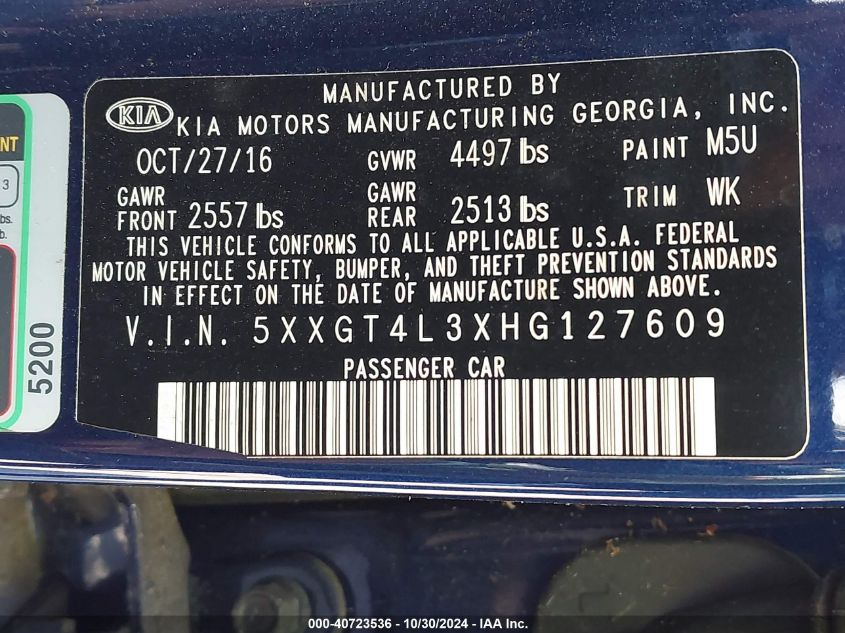 MANUFACTURED BY
KIA KIA MOTORS MANUFACTURING GEORGIA, INC.
OCT/27/16 GVWR 4497 lbs PAINT M5U
GAWR FRONT 2557 lbs GAWR REAR 2513 lbs TRIM WK
THIS VEHICLE CONFORMS TO ALL APPLICABLE U.S.A. FEDERAL
MOTOR VEHICLE SAFETY, BUMPER, AND THEFT PREVENTION STANDARDS
IN EFFECT ON THE DATE OF MANUFACTURE SHOWN ABOVE.
V.I.N. 5XXGT4L3XHG127609
PASSENGER CAR
NT
3
bs.
b.
5200
000-40723536 - 10/30/2024 - IAA Inc.